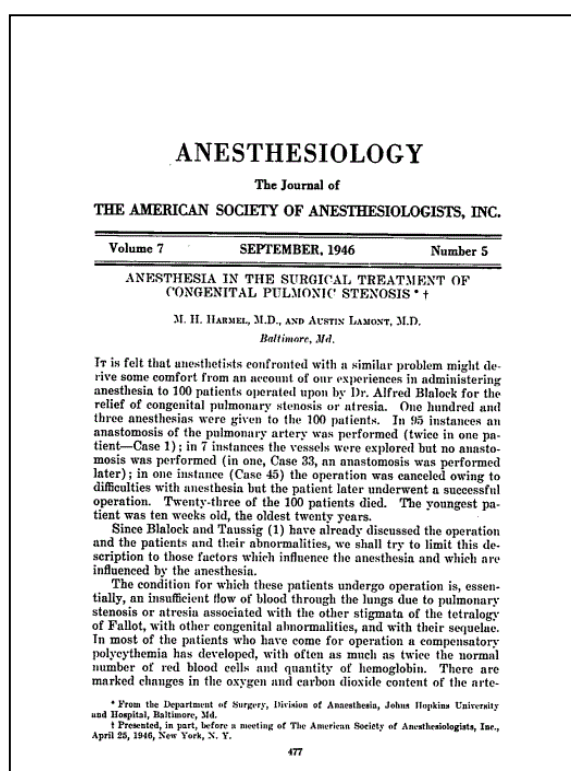 ANESTHESIOLOGY
The Journal of
THE AMERICAN SOCIETY OF ANESTHESIOLOGISTS, INC.
Volume 7 SEPTEMBER, 1946 Number 5
ANESTHESIA IN THE SURGICAL TREATMENT OF
CONGENITAL PULMONIC STENOSIS * †
M. H. HARMEL, M.D., AND AUSTIN LAMONT, M.D.
Baltimore, Md.
IT is felt that anesthetists confronted with a similar problem might de-
rive some comfort from an account of our experiences in administering
anesthesia to 100 patients operated upon by Dr. Alfred Blalock for the
relief of congenital pulmonary stenosis or atresia. One hundred and
three anesthesias were given to the 100 patients. In 95 instances an
anastomosis of the pulmonary artery was performed (twice in one pa-
tient—Case 1); in 7 instances the vessels were explored but no anasto-
mosis was performed (in one, Case 33, an anastomosis was performed
later); in one instance (Case 45) the operation was canceled owing to
difficulties with anesthesia but the patient later underwent a successful
operation. Twenty-three of the 100 patients died. The youngest pa-
tient was ten weeks old, the oldest twenty years.
Since Blalock and Taussig (1) have already discussed the operation
and the patients and their abnormalities, we shall try to limit this de-
scription to those factors which influence the anesthesia and which are
influenced by the anesthesia.
The condition for which these patients undergo operation is, essen-
tially, an insufficient flow of blood through the lungs due to pulmonary
stenosis or atresia associated with the other stigmata of the tetralogy
of Fallot, with other congenital abnormalities, and with their sequelae.
In most of the patients who have come for operation a compensatory
polycythemia has developed, with often as much as twice the normal
number of red blood cells and quantity of hemoglobin. There are
marked changes in the oxygen and carbon dioxide content of the arte-
* From the Department of Surgery, Division of Anaesthesia, Johns Hopkins University
and Hospital, Baltimore, Md.
† Presented, in part, before a meeting of The American Society of Anesthesiologists, Inc.,
April 25, 1946, New York, N. Y.
477